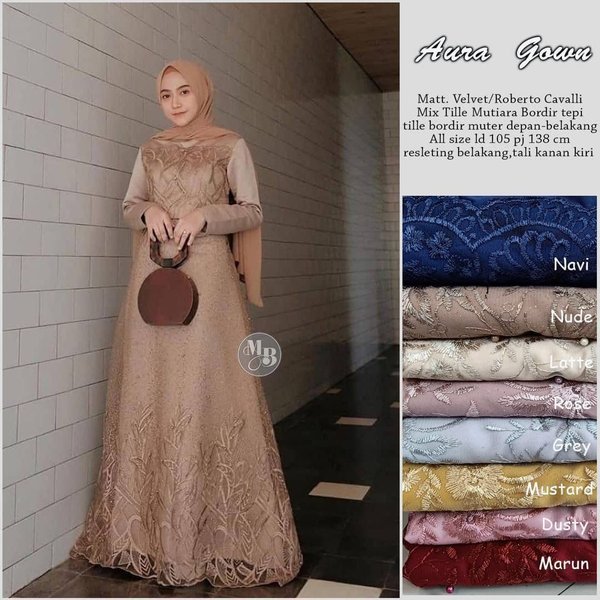 Aura Gown
Matt. Velvet/Roberto Cavalli
Mix Tille Mutiara Bordir tepi
tille bordir muter depan-belakang
All size ld 105 pj 138 cm
resleting belakang,tali kanan kiri
Navi
Nude
Latte
Rose
Grey
Mustard
Dusty
Marun
MB